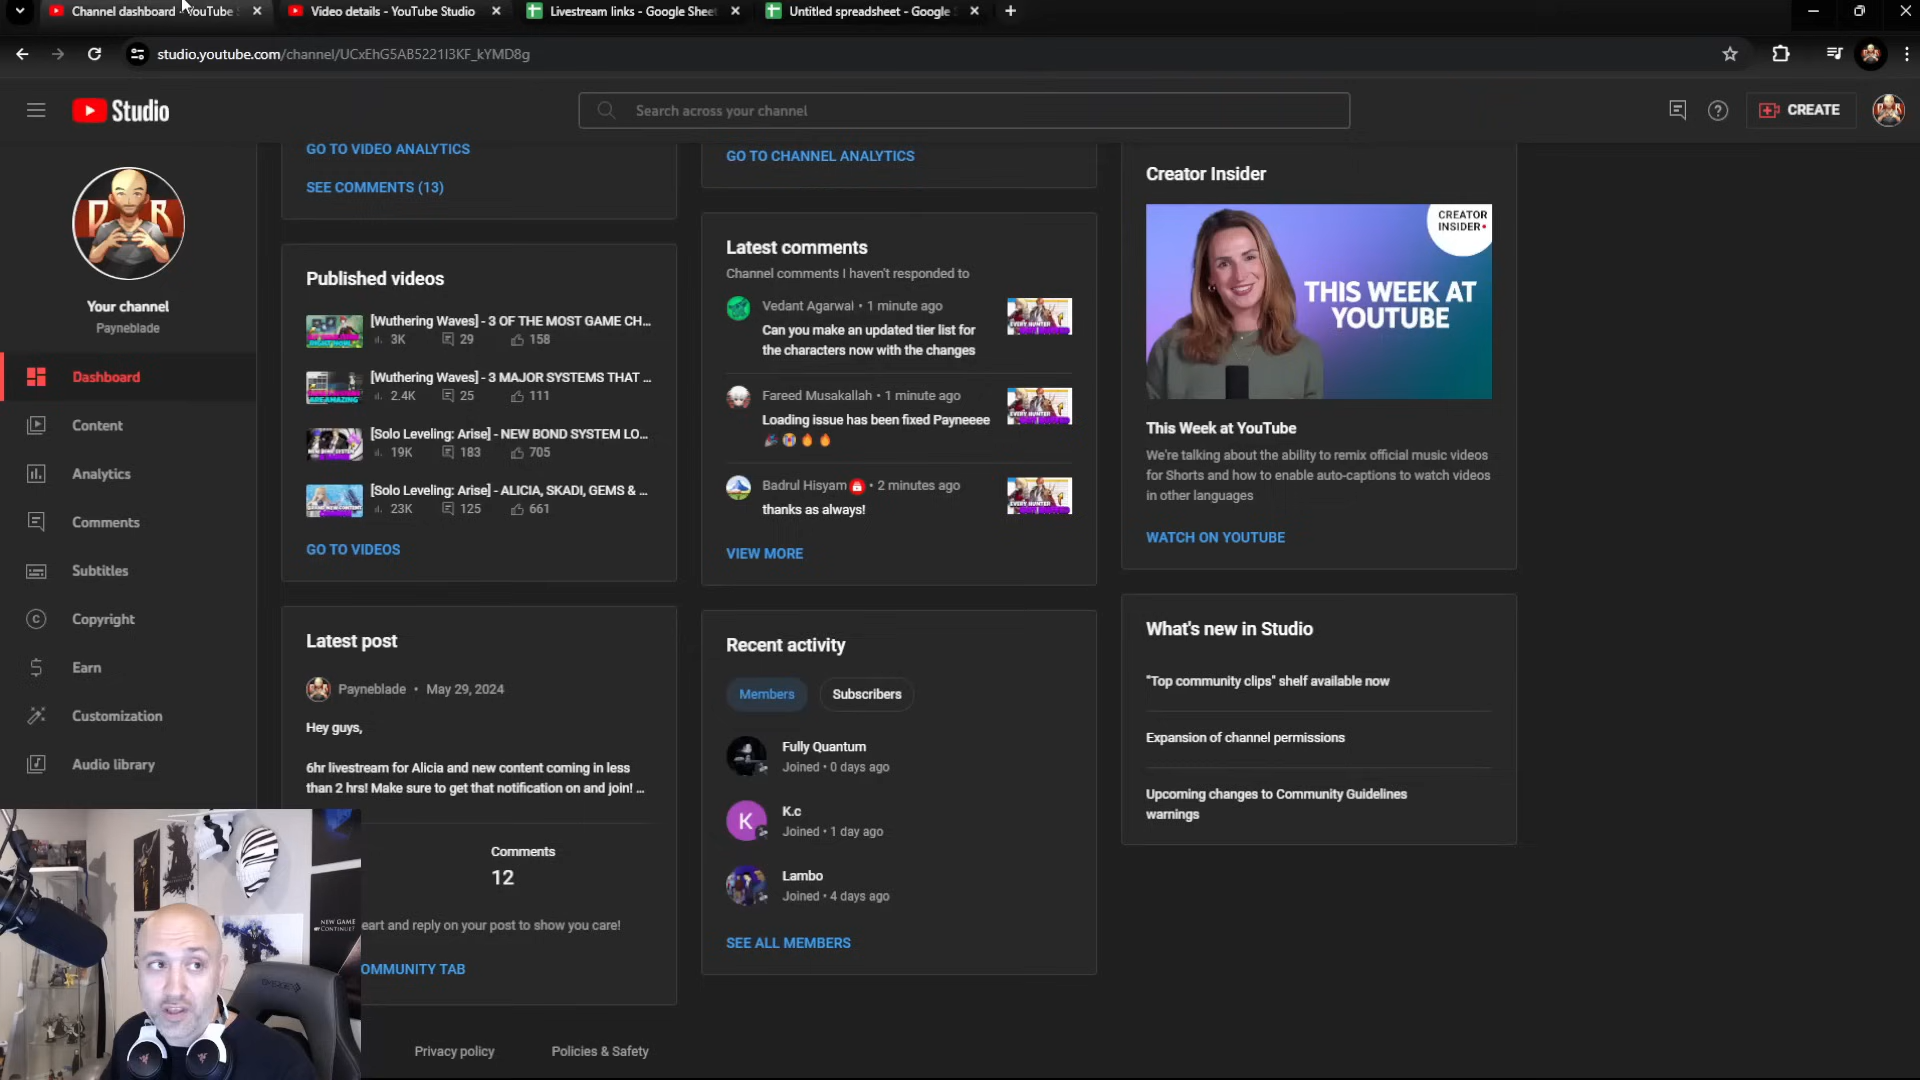 Channel dashboard - YouTube S
Video details - YouTube Studio
Livestream links - Google Sheet
Untitled spreadsheet - Google S
studio.youtube.com/channel/UCxEhG5AB5221I3KF_kYMD8g
Studio
Search across your channel
CREATE
Your channel
Payneblade
Dashboard
Content
Analytics
Comments
Subtitles
Copyright
Earn
Customization
Audio library
GO TO VIDEO ANALYTICS
SEE COMMENTS (13)
Published videos
[Wuthering Waves] - 3 OF THE MOST GAME CH...
3K 29 158
[Wuthering Waves] - 3 MAJOR SYSTEMS THAT ...
2.4K 25 111
[Solo Leveling: Arise] - NEW BOND SYSTEM LO...
19K 183 705
[Solo Leveling: Arise] - ALICIA, SKADI, GEMS & ...
23K 125 661
GO TO VIDEOS
Latest post
Payneblade • May 29, 2024
Hey guys,
6hr livestream for Alicia and new content coming in less
than 2 hrs! Make sure to get that notification on and join! ...
Comments
12
eart and reply on your post to show you care!
OMMUNITY TAB
Privacy policy
Policies & Safety
GO TO CHANNEL ANALYTICS
Latest comments
Channel comments I haven't responded to
Vedant Agarwal • 1 minute ago
Can you make an updated tier list for
the characters now with the changes
Fareed Musakallah • 1 minute ago
Loading issue has been fixed Payneeee
🎉😭🔥🔥
Badrul Hisyam • 2 minutes ago
thanks as always!
VIEW MORE
Recent activity
Members
Subscribers
Fully Quantum
Joined • 0 days ago
K
K.c
Joined • 1 day ago
Lambo
Joined • 4 days ago
SEE ALL MEMBERS
Creator Insider
CREATOR
INSIDER
THIS WEEK AT
YOUTUBE
This Week at YouTube
We're talking about the ability to remix official music videos
for Shorts and how to enable auto-captions to watch videos
in other languages
WATCH ON YOUTUBE
What's new in Studio
"Top community clips" shelf available now
Expansion of channel permissions
Upcoming changes to Community Guidelines
warnings
NEW GAME
CONTINUE